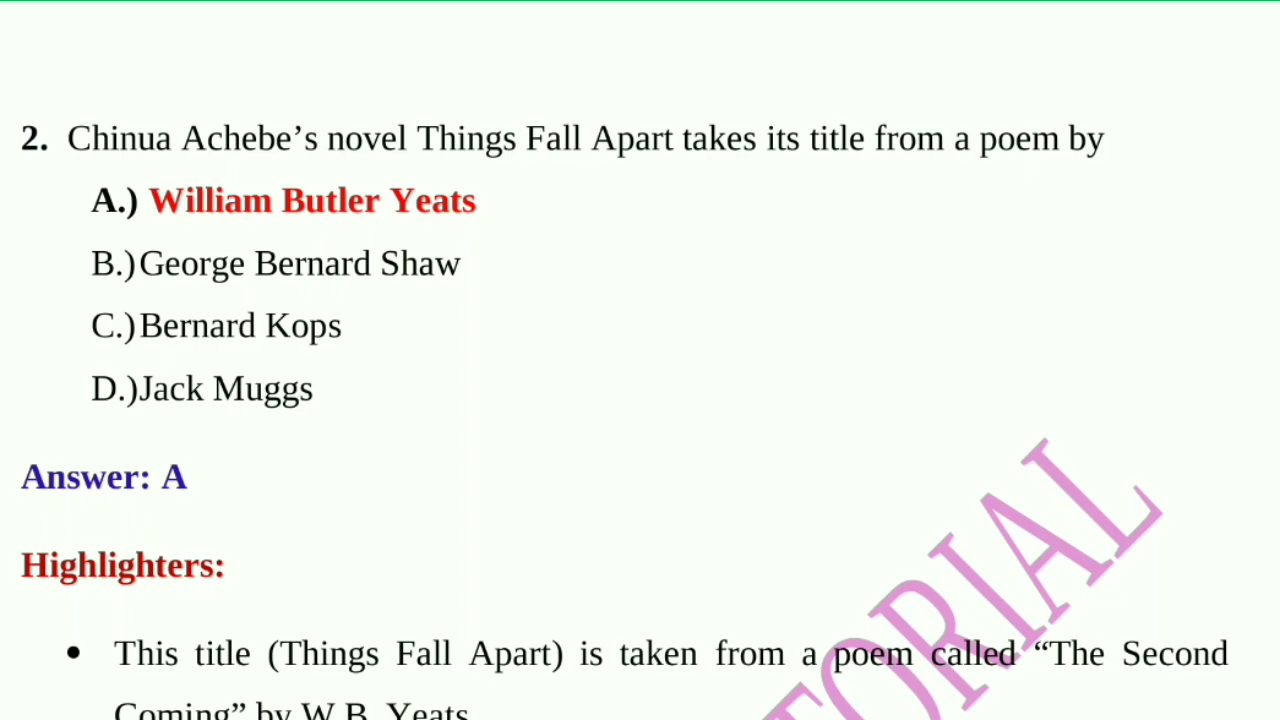 2. Chinua Achebe’s novel Things Fall Apart takes its title from a poem by
A.) William Butler Yeats
B.) George Bernard Shaw
C.) Bernard Kops
D.)Jack Muggs
Answer: A
Highlighters:
• This title (Things Fall Apart) is taken from a poem called “The Second
Coming” by W.B. Yeats
TORIAL